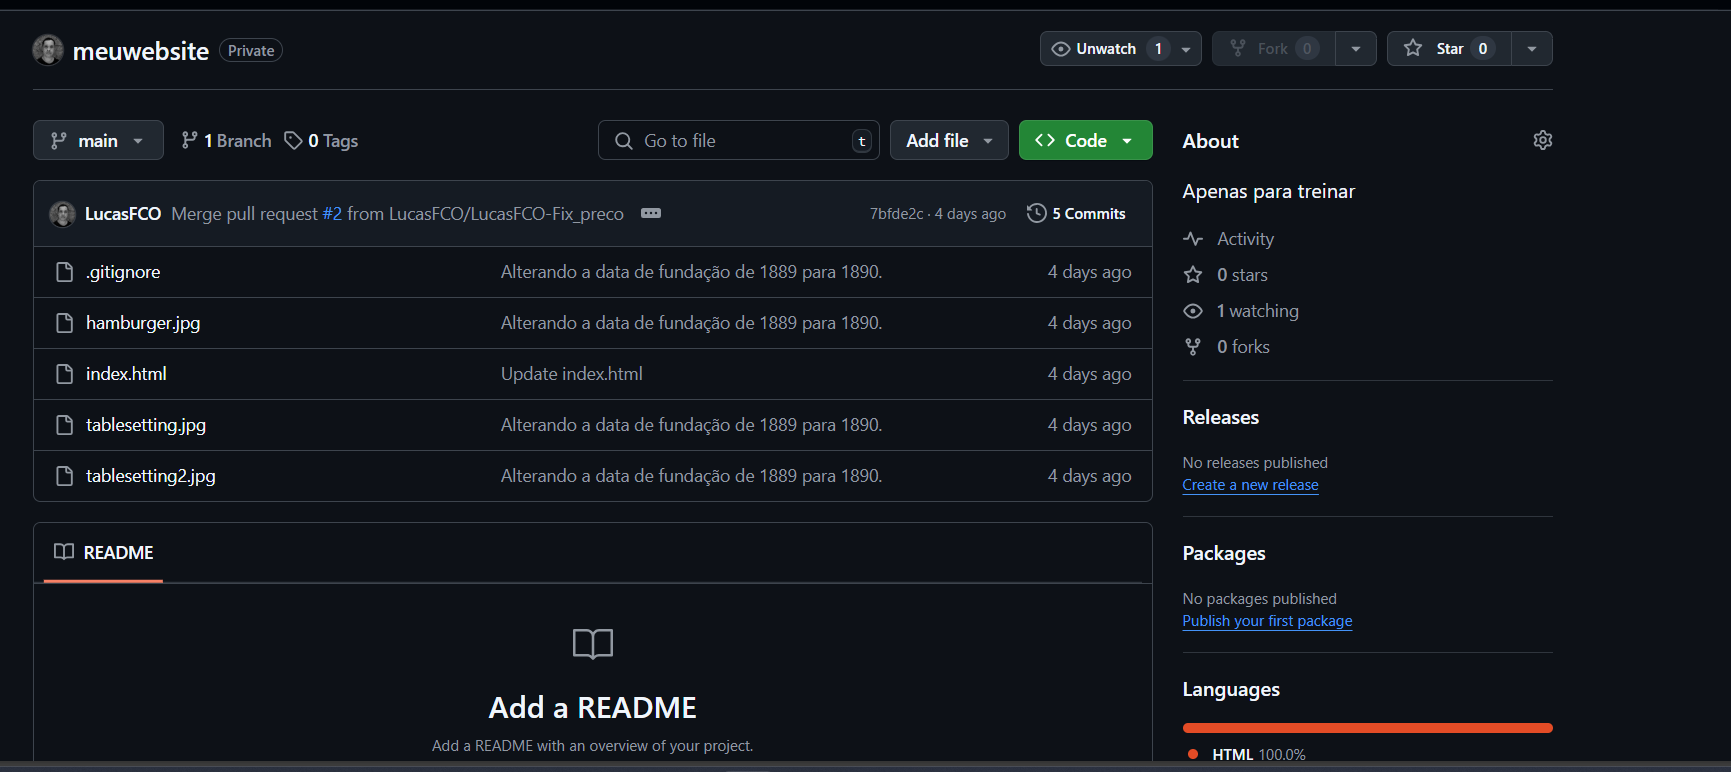 meuwebsite Private Unwatch 1 Fork 0 Star 0
main 1 Branch 0 Tags Go to file t Add file Code
LucasFCO Merge pull request #2 from LucasFCO/LucasFCO-Fix_preco 7bfde2c · 4 days ago 5 Commits
.gitignore Alterando a data de fundação de 1889 para 1890. 4 days ago
hamburger.jpg Alterando a data de fundação de 1889 para 1890. 4 days ago
index.html Update index.html 4 days ago
tablesetting.jpg Alterando a data de fundação de 1889 para 1890. 4 days ago
tablesetting2.jpg Alterando a data de fundação de 1889 para 1890. 4 days ago
README
Add a README
Add a README with an overview of your project.
About
Apenas para treinar
Activity
0 stars
1 watching
0 forks
Releases
No releases published
Create a new release
Packages
No packages published
Publish your first package
Languages
HTML 100.0%